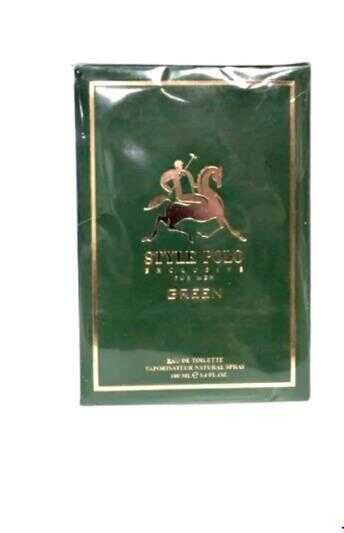 STYLE POLO
EXCLUSIVE
FOR MEN
GREEN
EAU DE TOILETTE
VAPORISATEUR NATURAL SPRAY
100 ML ℮ 3.4 FL.OZ.